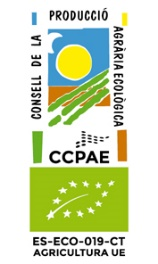 CONSELL DE LA
PRODUCCIÓ
AGRÀRIA ECOLÒGICA
CCPAE
ES-ECO-019-CT
AGRICULTURA UE